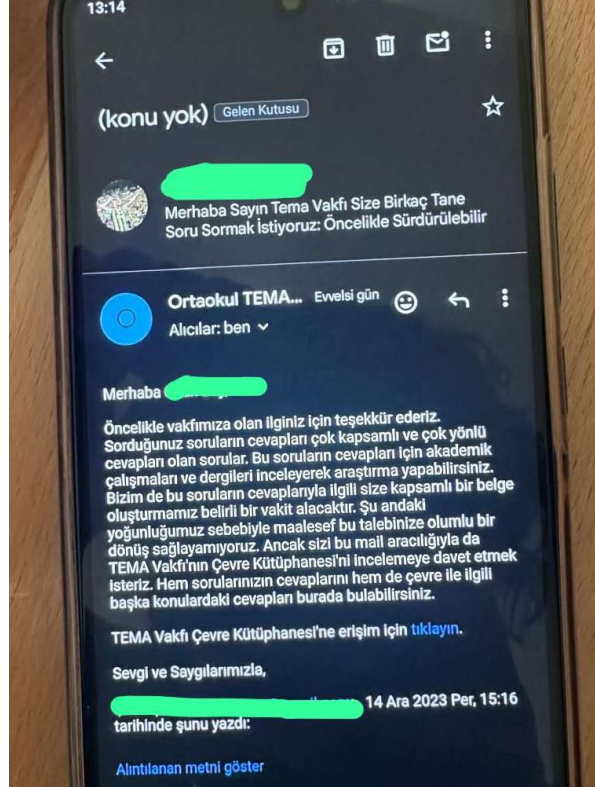 13:14
(konu yok) Gelen Kutusu
Merhaba Sayın Tema Vakfı Size Birkaç Tane
Soru Sormak İstiyoruz: Öncelikle Sürdürülebilir
Ortaokul TEMA... Evvelsi gün
Alıcılar: ben
Merhaba
Öncelikle vakfımıza olan ilginiz için teşekkür ederiz.
Sorduğunuz soruların cevapları çok kapsamlı ve çok yönlü
cevapları olan sorular. Bu soruların cevapları için akademik
çalışmaları ve dergileri inceleyerek araştırma yapabilirsiniz.
Bizim de bu soruların cevaplarıyla ilgili size kapsamlı bir belge
oluşturmamız belirli bir vakit alacaktır. Şu andaki
yoğunluğumuz sebebiyle maalesef bu talebinize olumlu bir
dönüş sağlayamıyoruz. Ancak sizi bu mail aracılığıyla da
TEMA Vakfı'nın Çevre Kütüphanesi'ni incelemeye davet etmek
isteriz. Hem sorularınızın cevaplarını hem de çevre ile ilgili
başka konulardaki cevapları burada bulabilirsiniz.
TEMA Vakfı Çevre Kütüphanesi'ne erişim için tıklayın.
Sevgi ve Saygılarımızla,
14 Ara 2023 Per, 15:16
tarihinde şunu yazdı:
Alıntılanan metni göster